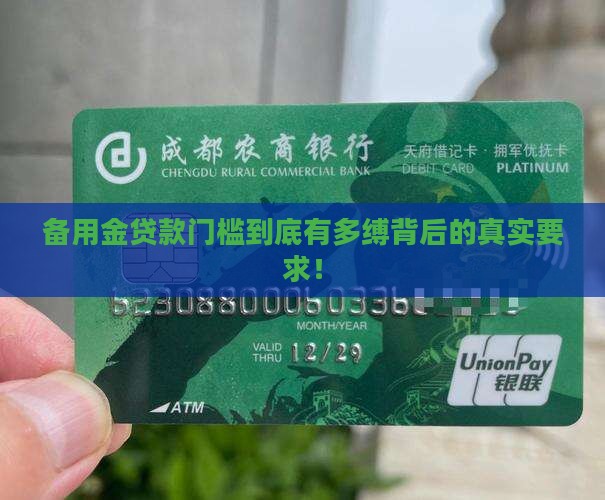 成都农商银行
CHENGDU RURAL COMMERCIAL BANK
天府借记卡·拥军优抚卡
DEBIT CARD PLATINUM
备用金贷款门槛到底有多缚背后的真实要
求！
MONTH/YEAR
VALID
THRU 12/29
UnionPay
银联
ATM